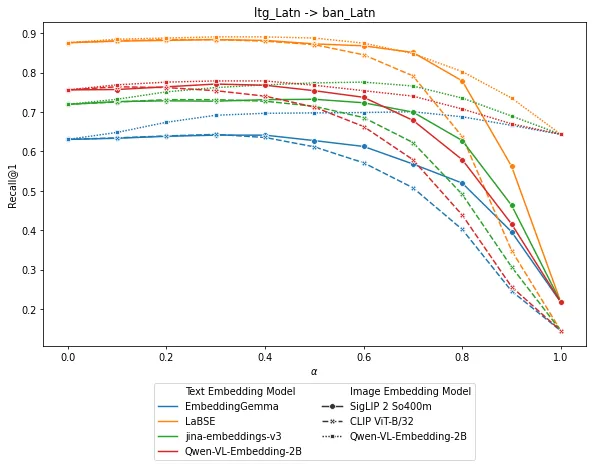 ltg_Latn -> ban_Latn
Recall@1
0.9
0.8
0.7
0.6
0.5
0.4
0.3
0.2
0.0 0.2 0.4 0.6 0.8 1.0
α
Text Embedding Model
EmbeddingGemma
LaBSE
jina-embeddings-v3
Qwen-VL-Embedding-2B
Image Embedding Model
SigLIP 2 So400m
CLIP ViT-B/32
Qwen-VL-Embedding-2B